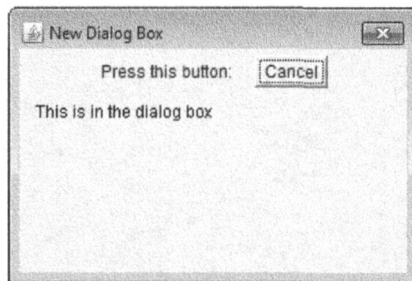 New Dialog Box
Press this button: Cancel
This is in the dialog box